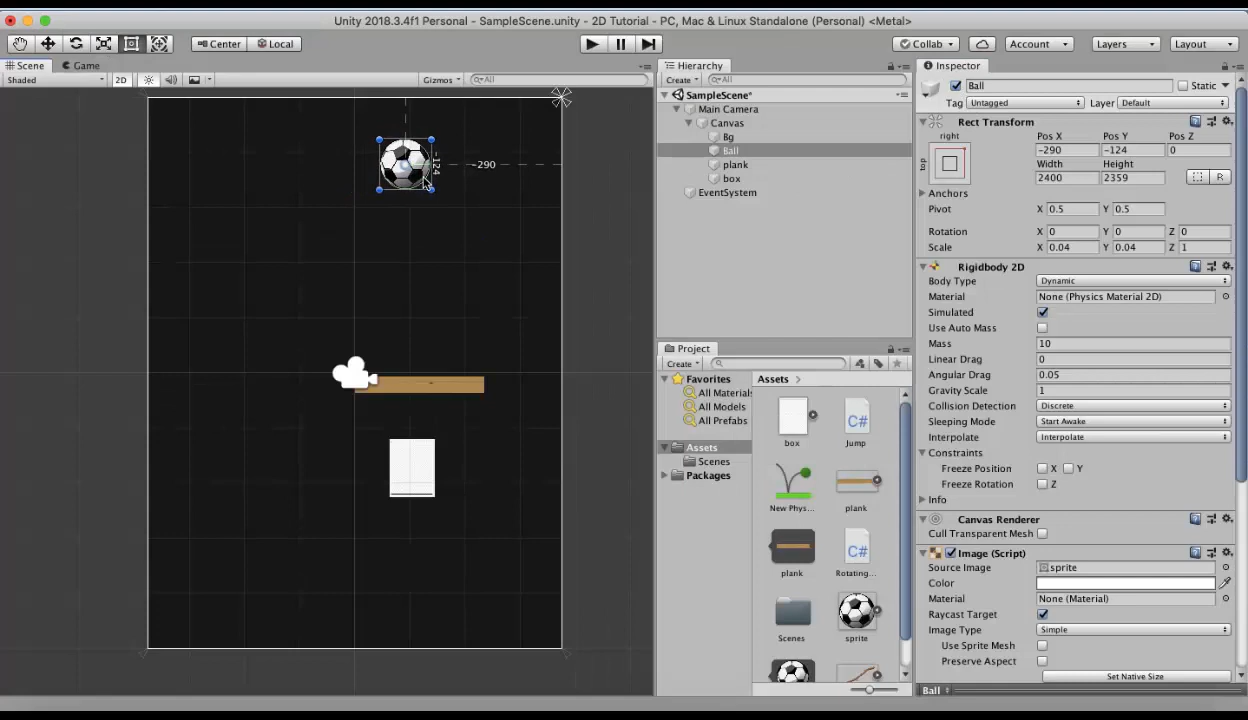 Unity 2018.3.4f1 Personal - SampleScene.unity - 2D Tutorial - PC, Mac & Linux Standalone (Personal) <Metal>
Center Local Collab Account Layers Layout
Scene Game
Shaded 2D Gizmos All
-124
-290
Hierarchy
Create All
SampleScene*
Main Camera
Canvas
Bg
Ball
plank
box
EventSystem
Project
Create
Favorites
All Materials
All Models
All Prefabs
Assets
Scenes
Packages
Assets
box Jump
New Phys... plank
plank Rotating...
Scenes sprite
Inspector
Ball Static
Tag Untagged Layer Default
Rect Transform
right Pos X Pos Y Pos Z
top -290 -124 0
Width Height
2400 2359 R
Anchors
Pivot X 0.5 Y 0.5
Rotation X 0 Y 0 Z 0
Scale X 0.04 Y 0.04 Z 1
Rigidbody 2D
Body Type Dynamic
Material None (Physics Material 2D)
Simulated
Use Auto Mass
Mass 10
Linear Drag 0
Angular Drag 0.05
Gravity Scale 1
Collision Detection Discrete
Sleeping Mode Start Awake
Interpolate Interpolate
Constraints
Freeze Position X Y
Freeze Rotation Z
Info
Canvas Renderer
Cull Transparent Mesh
Image (Script)
Source Image sprite
Color
Material None (Material)
Raycast Target
Image Type Simple
Use Sprite Mesh
Preserve Aspect
Set Native Size
Ball